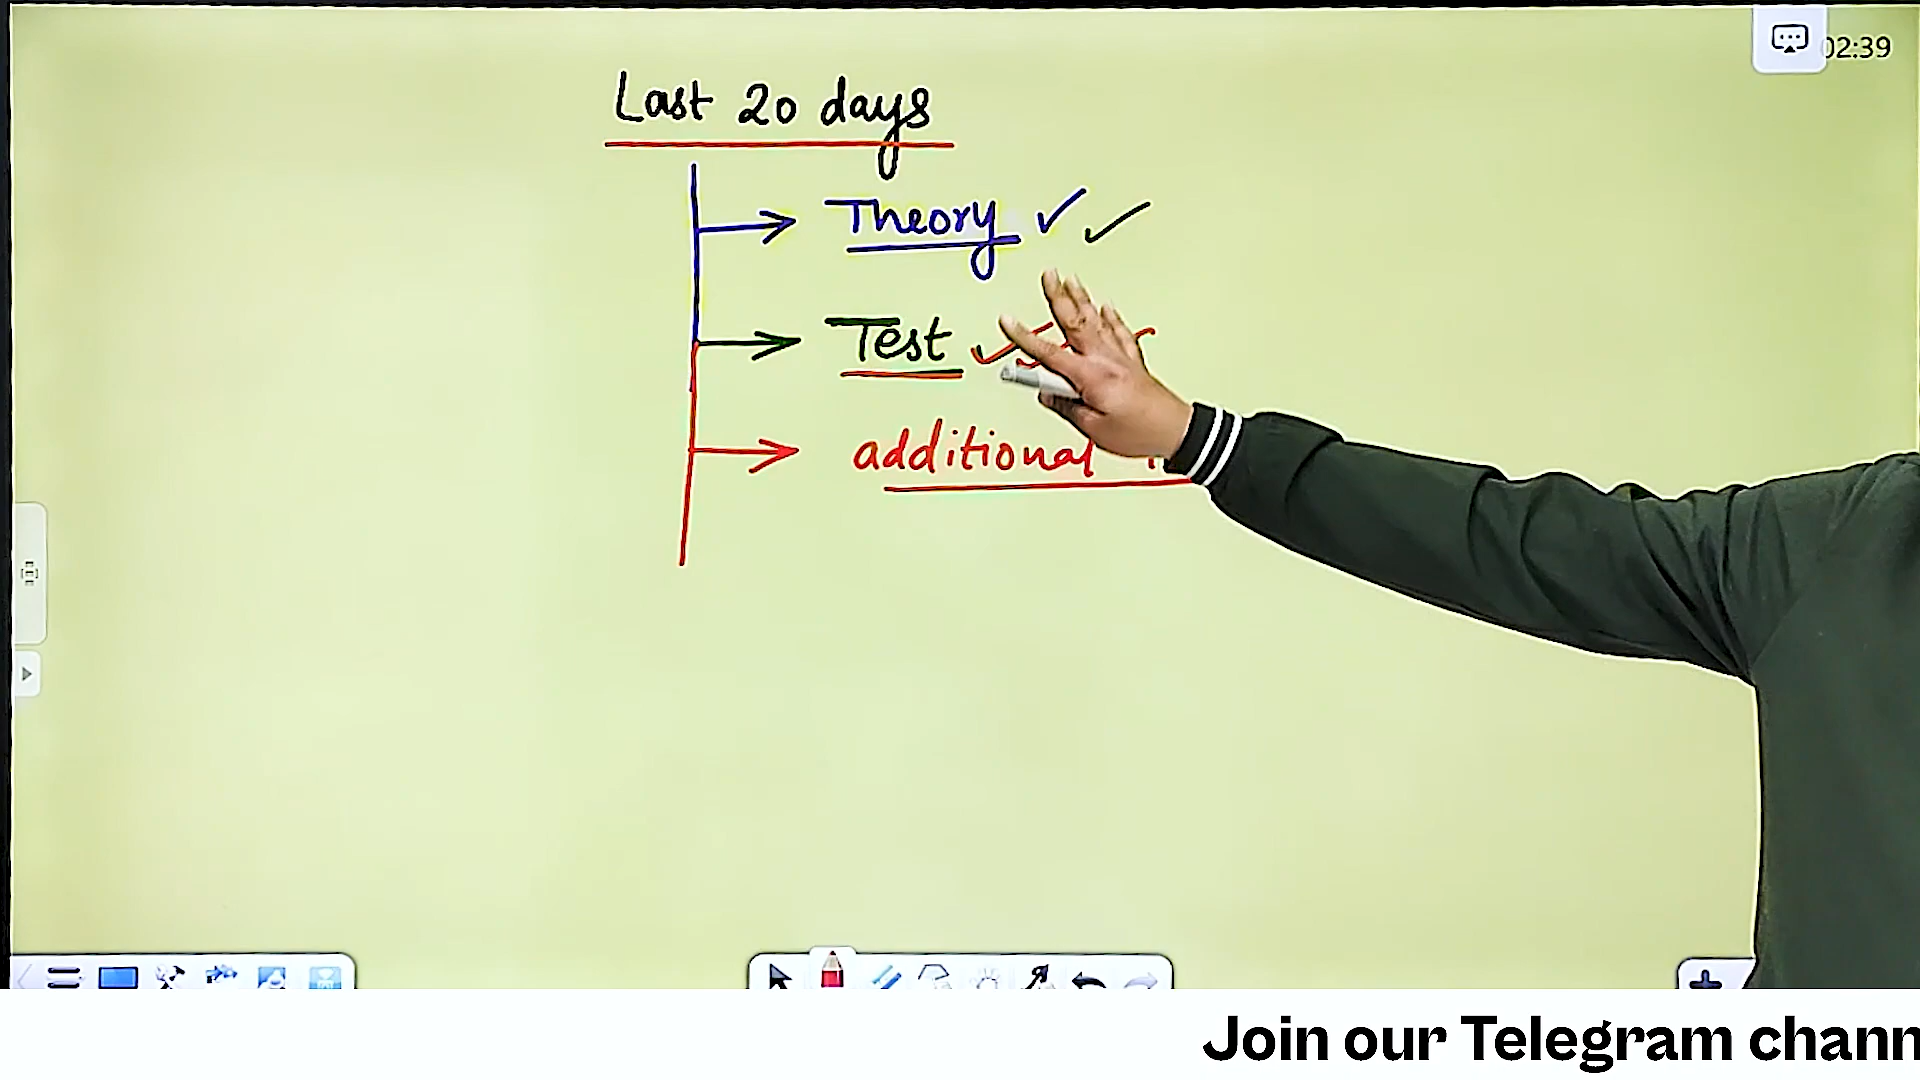 02:39
Last 20 days
Theory
Test
additional
Join our Telegram chann